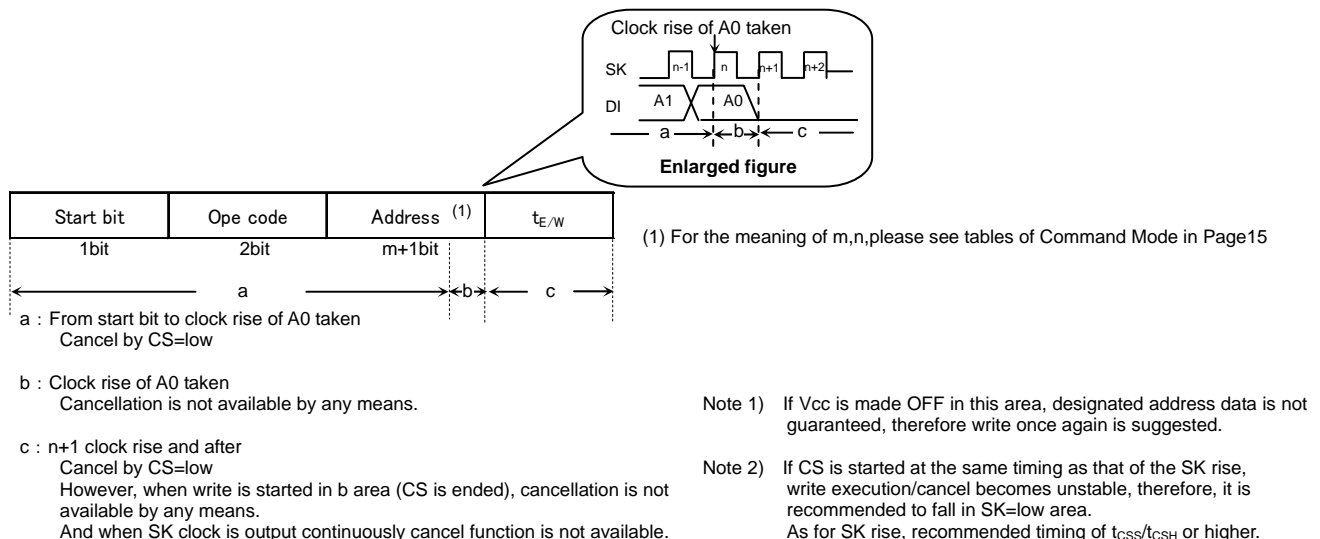 Clock rise of A0 taken
SK n-1 n n+1 n+2
DI A1 A0
a b c
Enlarged figure
Start bit Ope code Address (1) tE/W
1bit 2bit m+1bit
(1) For the meaning of m,n,please see tables of Command Mode in Page15
a b c
a : From start bit to clock rise of A0 taken
Cancel by CS=low
b : Clock rise of A0 taken
Cancellation is not available by any means.
c : n+1 clock rise and after
Cancel by CS=low
However, when write is started in b area (CS is ended), cancellation is not
available by any means.
And when SK clock is output continuously cancel function is not available.
Note 1) If Vcc is made OFF in this area, designated address data is not
guaranteed, therefore write once again is suggested.
Note 2) If CS is started at the same timing as that of the SK rise,
write execution/cancel becomes unstable, therefore, it is
recommended to fall in SK=low area.
As for SK rise, recommended timing of tCSS/tCSH or higher.